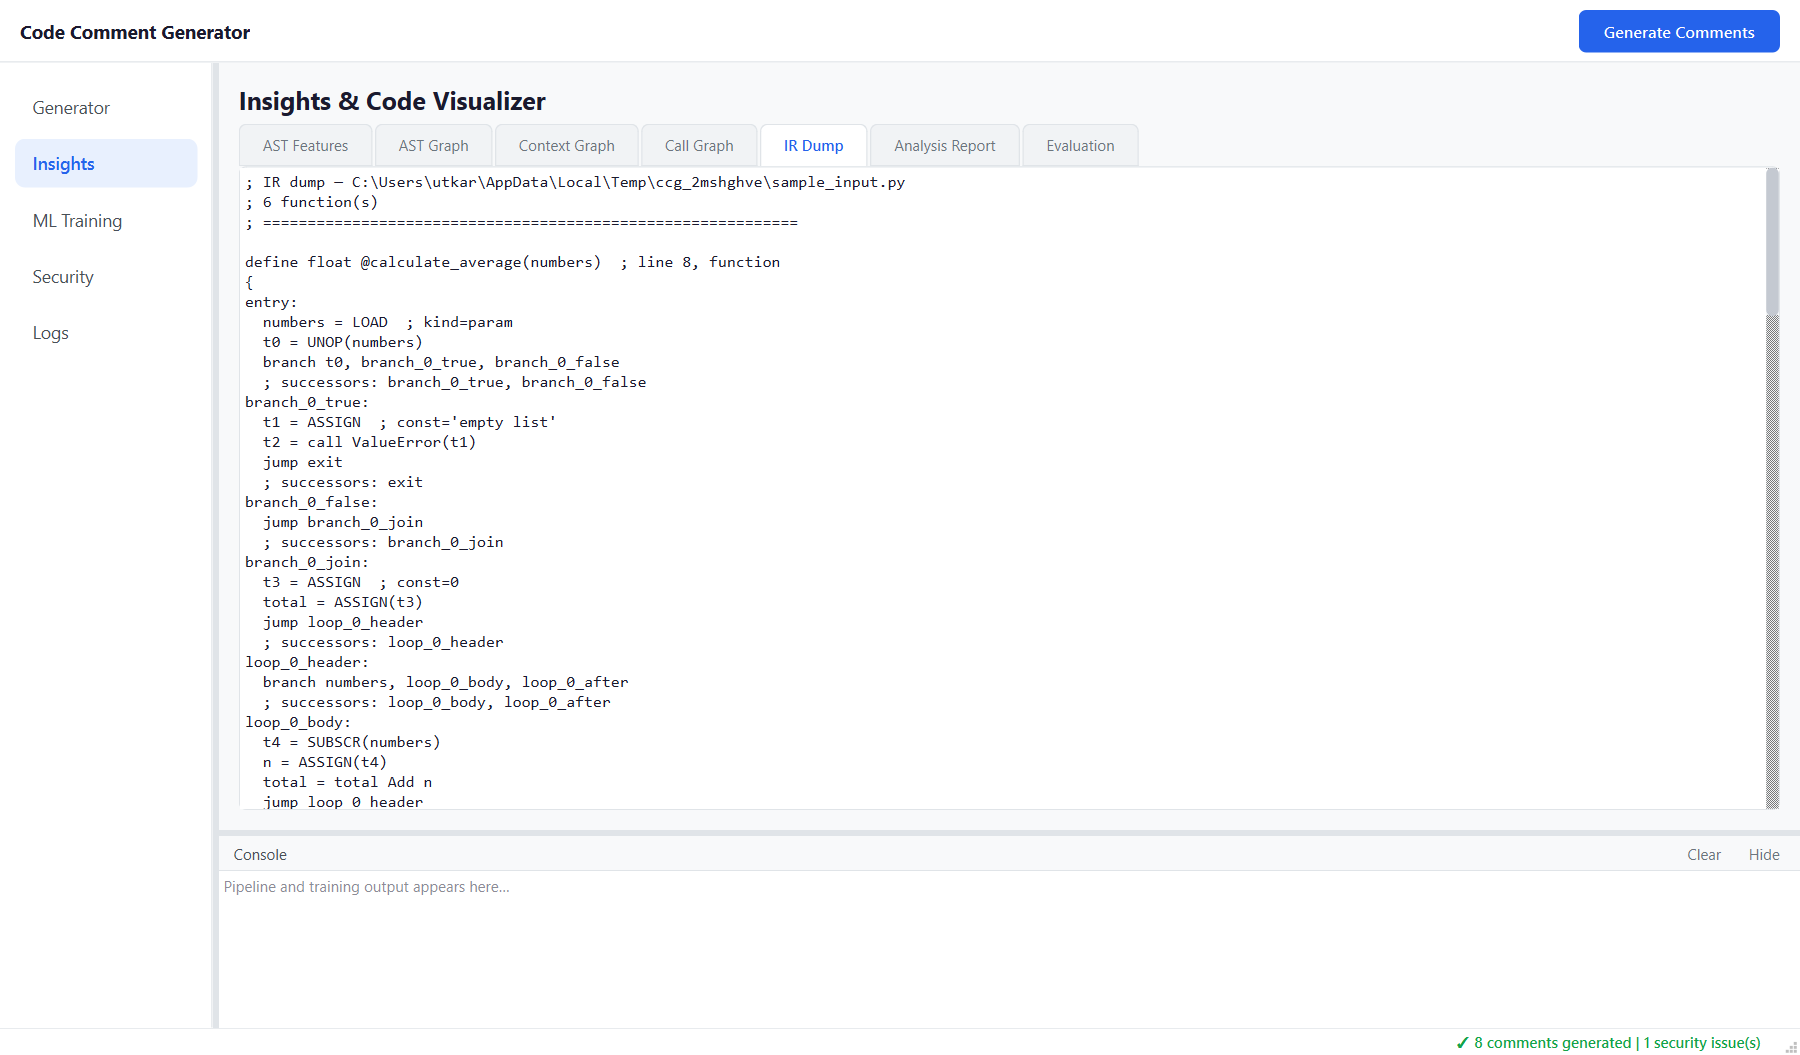 Code Comment Generator
Generate Comments
Generator
Insights
ML Training
Security
Logs
Insights & Code Visualizer
AST Features
AST Graph
Context Graph
Call Graph
IR Dump
Analysis Report
Evaluation
; IR dump — C:\Users\utkar\AppData\Local\Temp\ccg_2mshghve\sample_input.py
; 6 function(s)
; ============================================================
define float @calculate_average(numbers)  ; line 8, function
{
entry:
  numbers = LOAD  ; kind=param
  t0 = UNOP(numbers)
  branch t0, branch_0_true, branch_0_false
  ; successors: branch_0_true, branch_0_false
branch_0_true:
  t1 = ASSIGN  ; const='empty list'
  t2 = call ValueError(t1)
  jump exit
  ; successors: exit
branch_0_false:
  jump branch_0_join
  ; successors: branch_0_join
branch_0_join:
  t3 = ASSIGN  ; const=0
  total = ASSIGN(t3)
  jump loop_0_header
  ; successors: loop_0_header
loop_0_header:
  branch numbers, loop_0_body, loop_0_after
  ; successors: loop_0_body, loop_0_after
loop_0_body:
  t4 = SUBSCR(numbers)
  n = ASSIGN(t4)
  total = total Add n
  jump loop_0_header
Console
Clear
Hide
Pipeline and training output appears here...
✓ 8 comments generated | 1 security issue(s)